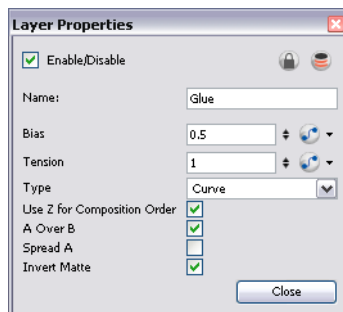 Layer Properties
Enable/Disable
Name: Glue
Bias 0.5
Tension 1
Type Curve
Use Z for Composition Order
A Over B
Spread A
Invert Matte
Close